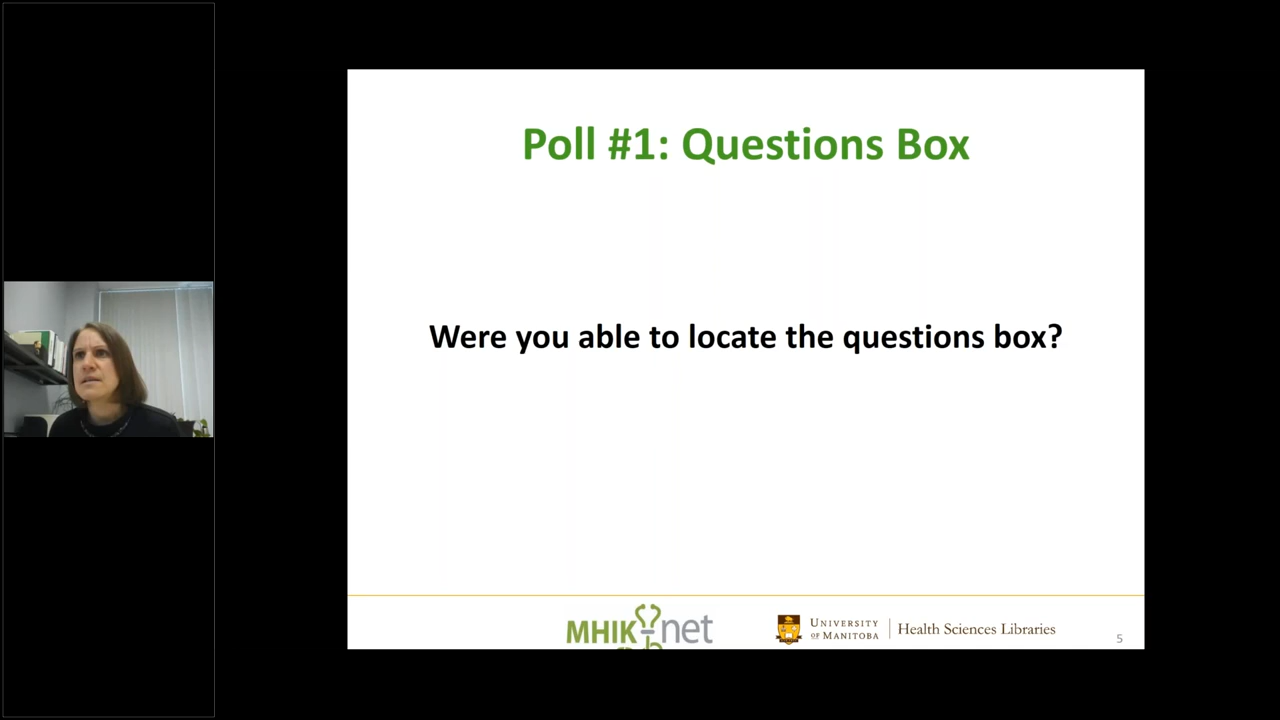 Poll #1: Questions Box
Were you able to locate the questions box?
MHIK-net
UNIVERSITY
OF MANITOBA
Health Sciences Libraries
5